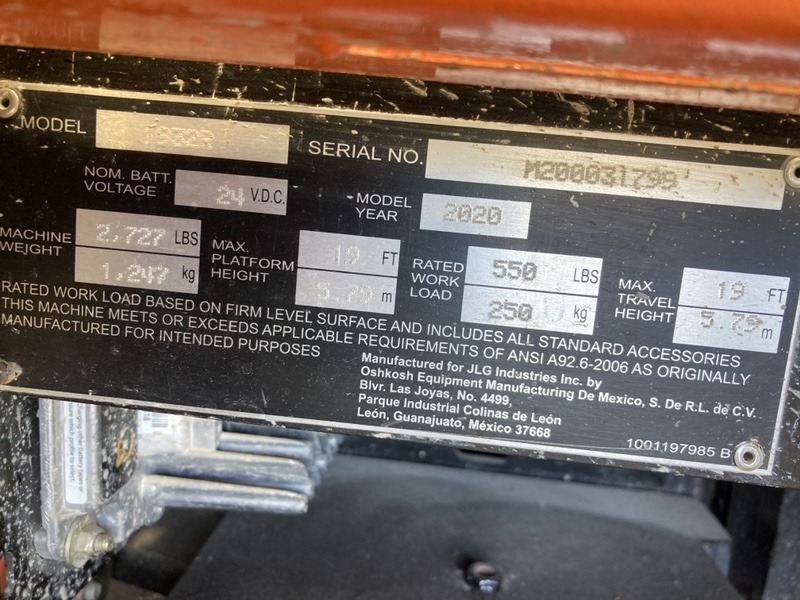 MODEL 1932R
SERIAL NO. M200031798
NOM. BATT. VOLTAGE 24 V.D.C.
MODEL YEAR 2020
MACHINE WEIGHT 2,727 LBS
1,247 kg
MAX. PLATFORM HEIGHT 19 FT
5.79 m
RATED WORK LOAD 550 LBS
250 kg
MAX. TRAVEL HEIGHT 19 FT
5.79 m
RATED WORK LOAD BASED ON FIRM LEVEL SURFACE AND INCLUDES ALL STANDARD ACCESSORIES
THIS MACHINE MEETS OR EXCEEDS APPLICABLE REQUIREMENTS OF ANSI A92.6-2006 AS ORIGINALLY
MANUFACTURED FOR INTENDED PURPOSES
Manufactured for JLG Industries Inc. by
Oshkosh Equipment Manufacturing De Mexico, S. De R.L. de C.V.
Blvr. Las Joyas, No. 4499,
Parque Industrial Colinas de León
León, Guanajuato, México 37668
1001197985 B